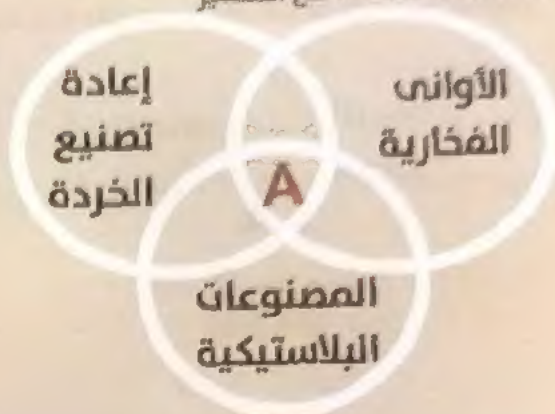 الأوانى
الفخارية
إعادة
تصنيع
الخردة
A
المصنوعات
البلاستيكية